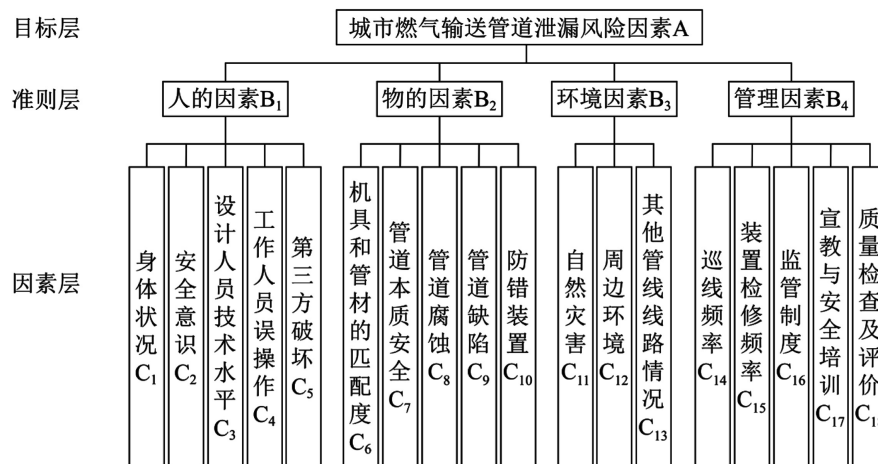 目标层
城市燃气输送管道泄漏风险因素A
准则层
人的因素B₁
物的因素B₂
环境因素B₃
管理因素B₄
因素层
身体状况C₁
安全意识C₂
设计人员技术水平C₃
工作人员误操作C₄
第三方破坏C₅
机具和管材的匹配度C₆
管道本质安全C₇
管道腐蚀C₈
管道缺陷C₉
防错装置C₁₀
自然灾害C₁₁
周边环境C₁₂
其他管线线路情况C₁₃
巡线频率C₁₄
装置检修频率C₁₅
监管制度C₁₆
宣教与安全培训C₁₇
质量检查及评价